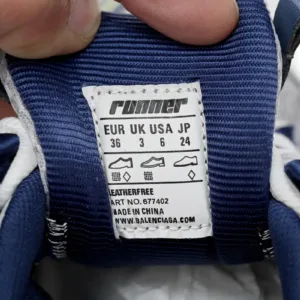 runner
EUR UK USA JP
36 3 6 24
LEATHERFREE
ART NO. 677402
MADE IN CHINA
WWW.BALENCIAGA.COM